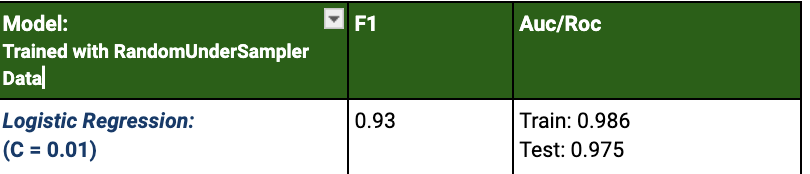 Model:
Trained with RandomUnderSampler
Data
F1
Auc/Roc
Logistic Regression:
(C = 0.01)
0.93
Train: 0.986
Test: 0.975